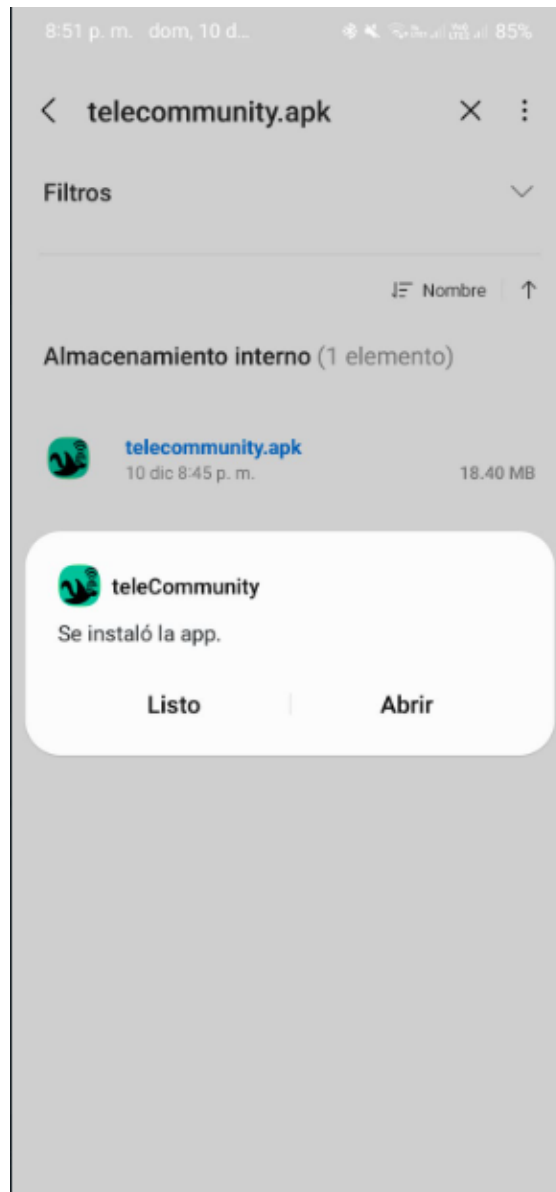 8:51 p. m. dom, 10 d...
85%
telecommunity.apk
Filtros
Nombre
Almacenamiento interno (1 elemento)
telecommunity.apk
10 dic 8:45 p. m.
18.40 MB
teleCommunity
Se instaló la app.
Listo
Abrir